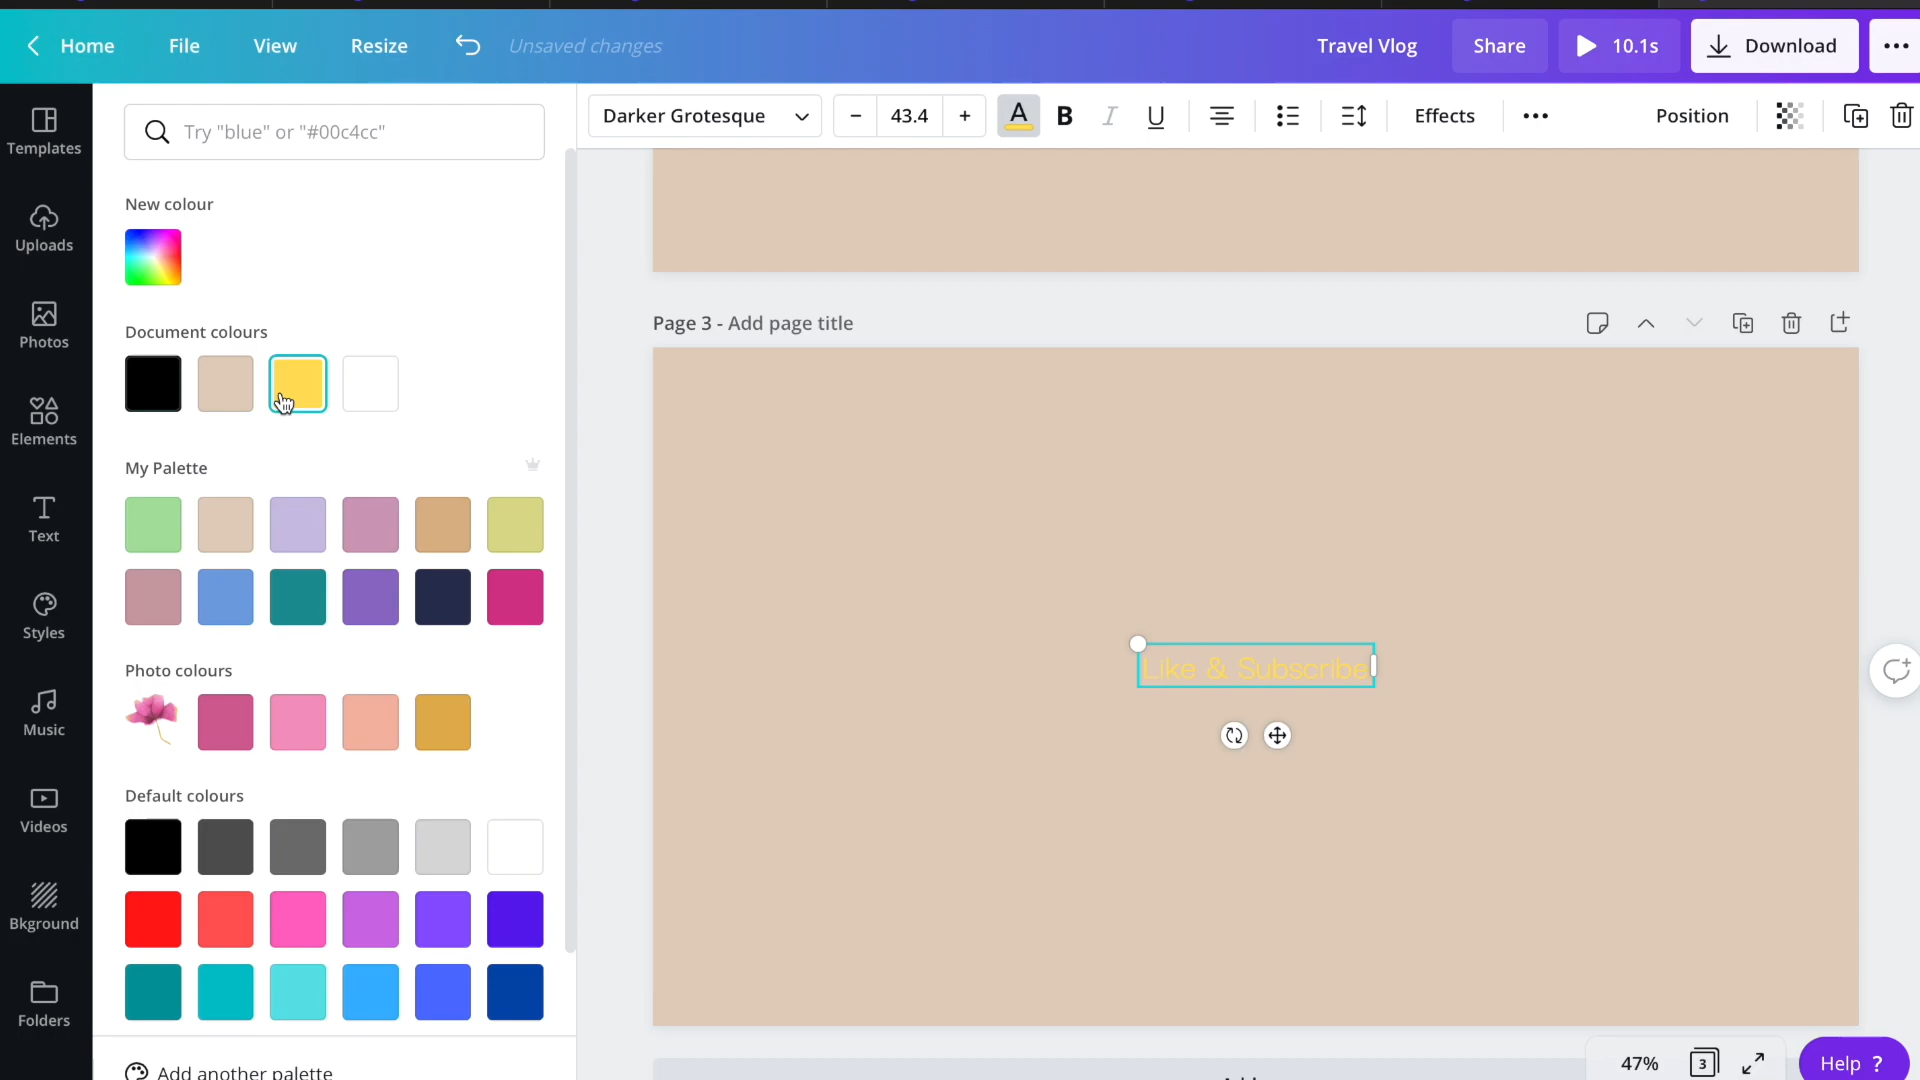 Home File View Resize Unsaved changes Travel Vlog Share 10.1s Download
Try "blue" or "#00c4cc"
Darker Grotesque 43.4 A B I U Effects Position
Templates
Uploads
Photos
Elements
Text
Styles
Music
Videos
Bkground
Folders
New colour
Document colours
My Palette
Photo colours
Default colours
Add another palette
Page 3 - Add page title
Like & Subscribe
47% 3 Help ?